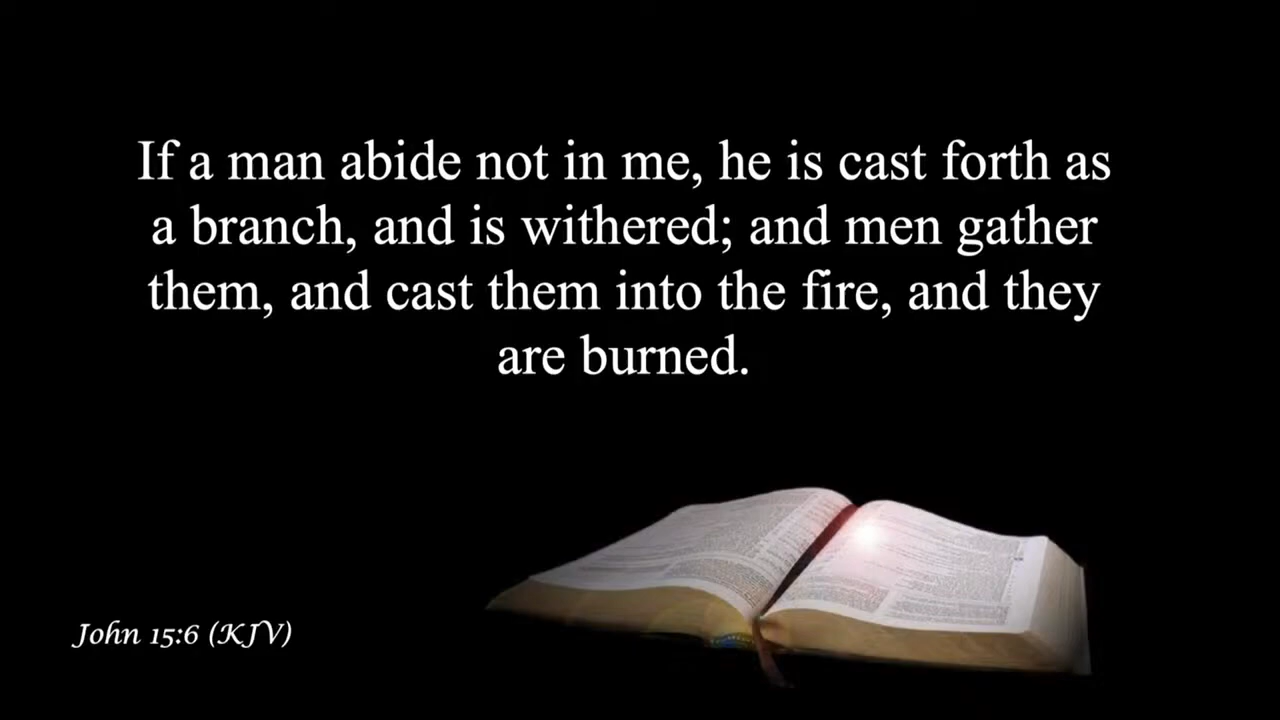 If a man abide not in me, he is cast forth as
a branch, and is withered; and men gather
them, and cast them into the fire, and they
are burned.
John 15:6 (KJV)